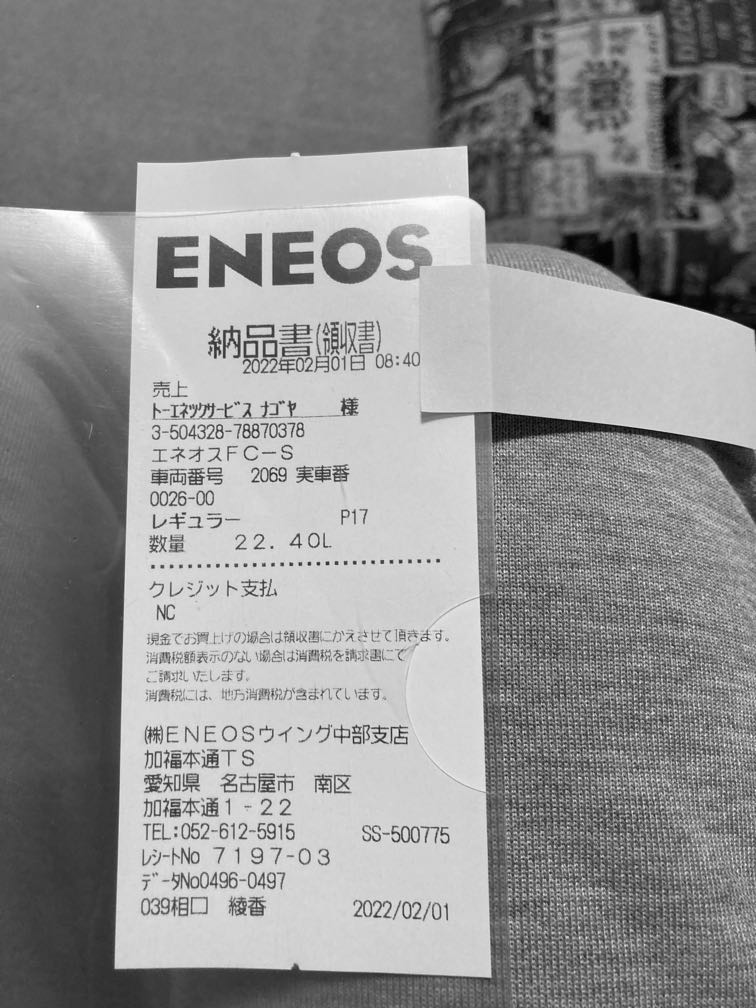 ENEOS
納品書(領収書)
2022年02月01日 08:40
売上
トーエネックサービス ナゴヤ 様
3-504328-78870378
エネオスFC-S
車両番号 2069 実車番
0026-00
レギュラー P17
数量 22.40L
クレジット支払
NC
現金でお買上げの場合は領収書にかえさせて頂きます。
消費税額表示のない場合は消費税を請求書にて
ご請求いたします。
消費税には、地方消費税が含まれています。
(株)ENEOSウイング中部支店
加福本通TS
愛知県 名古屋市 南区
加福本通1-22
TEL:052-612-5915 SS-500775
レシートNo 7197-03
データNo0496-0497
039相口 綾香 2022/02/01